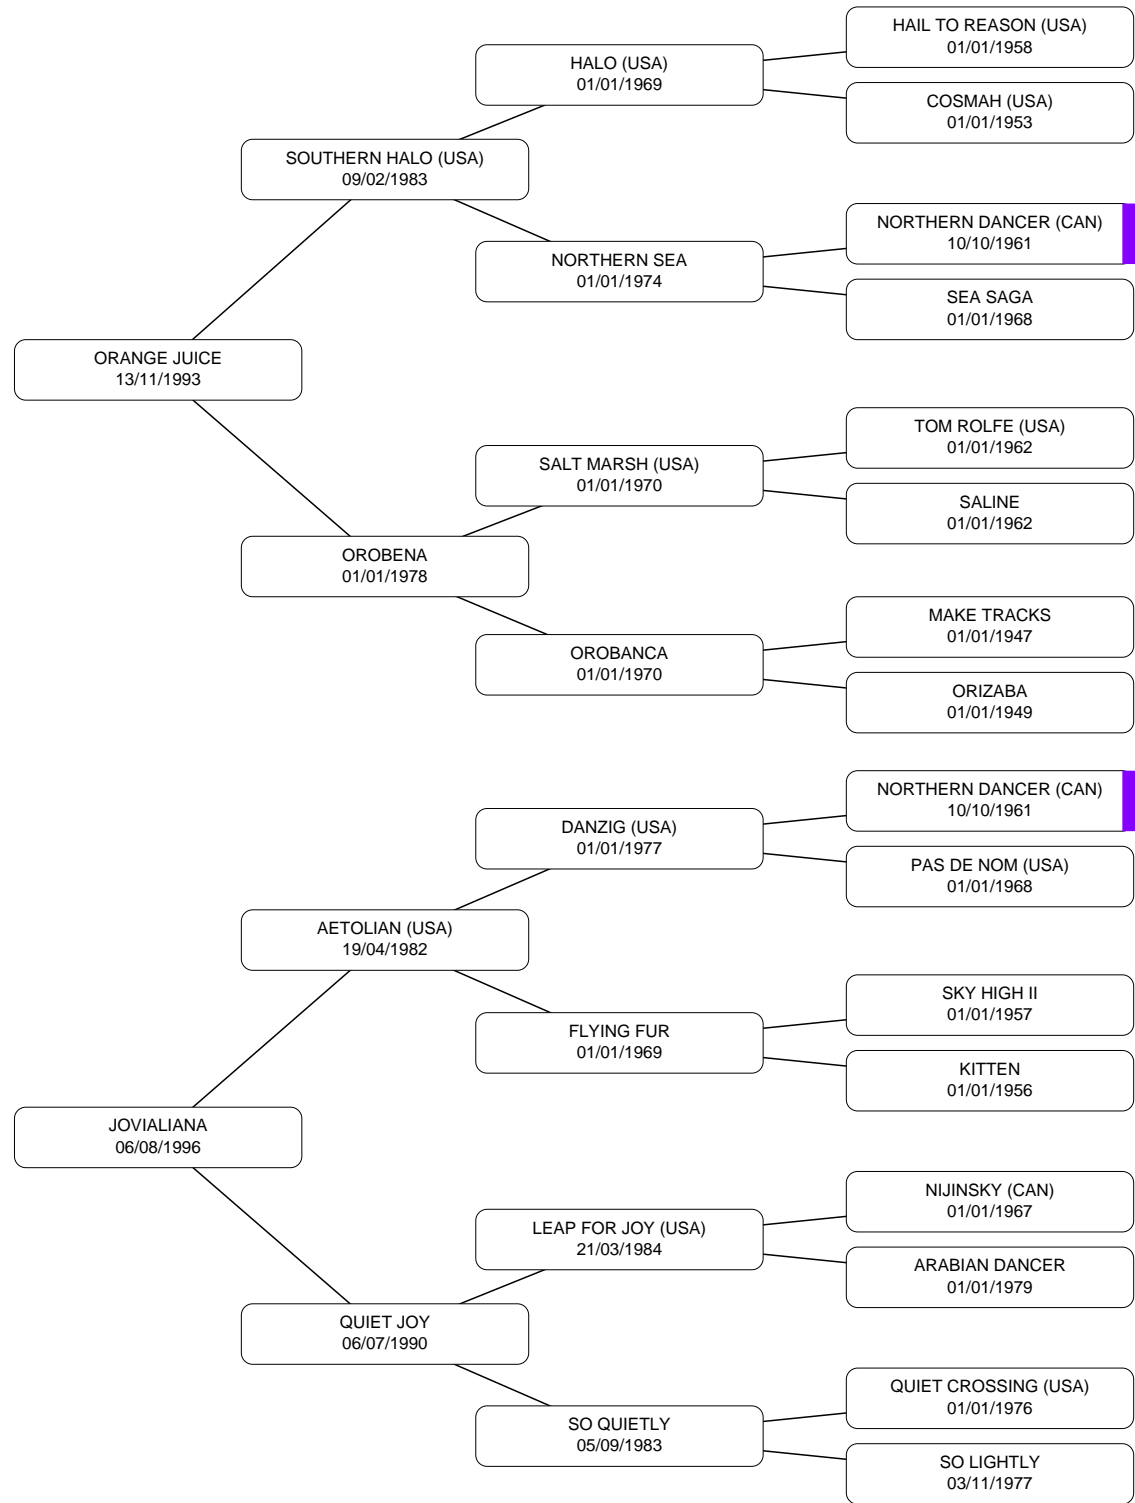 HAIL TO REASON (USA)
01/01/1958
HALO (USA)
01/01/1969
COSMAH (USA)
01/01/1953
SOUTHERN HALO (USA)
09/02/1983
NORTHERN DANCER (CAN)
10/10/1961
NORTHERN SEA
01/01/1974
SEA SAGA
01/01/1968
ORANGE JUICE
13/11/1993
TOM ROLFE (USA)
01/01/1962
SALT MARSH (USA)
01/01/1970
SALINE
01/01/1962
OROBENA
01/01/1978
MAKE TRACKS
01/01/1947
OROBANCA
01/01/1970
ORIZABA
01/01/1949
NORTHERN DANCER (CAN)
10/10/1961
DANZIG (USA)
01/01/1977
PAS DE NOM (USA)
01/01/1968
AETOLIAN (USA)
19/04/1982
SKY HIGH II
01/01/1957
FLYING FUR
01/01/1969
KITTEN
01/01/1956
JOVIALIANA
06/08/1996
NIJINSKY (CAN)
01/01/1967
LEAP FOR JOY (USA)
21/03/1984
ARABIAN DANCER
01/01/1979
QUIET JOY
06/07/1990
QUIET CROSSING (USA)
01/01/1976
SO QUIETLY
05/09/1983
SO LIGHTLY
03/11/1977